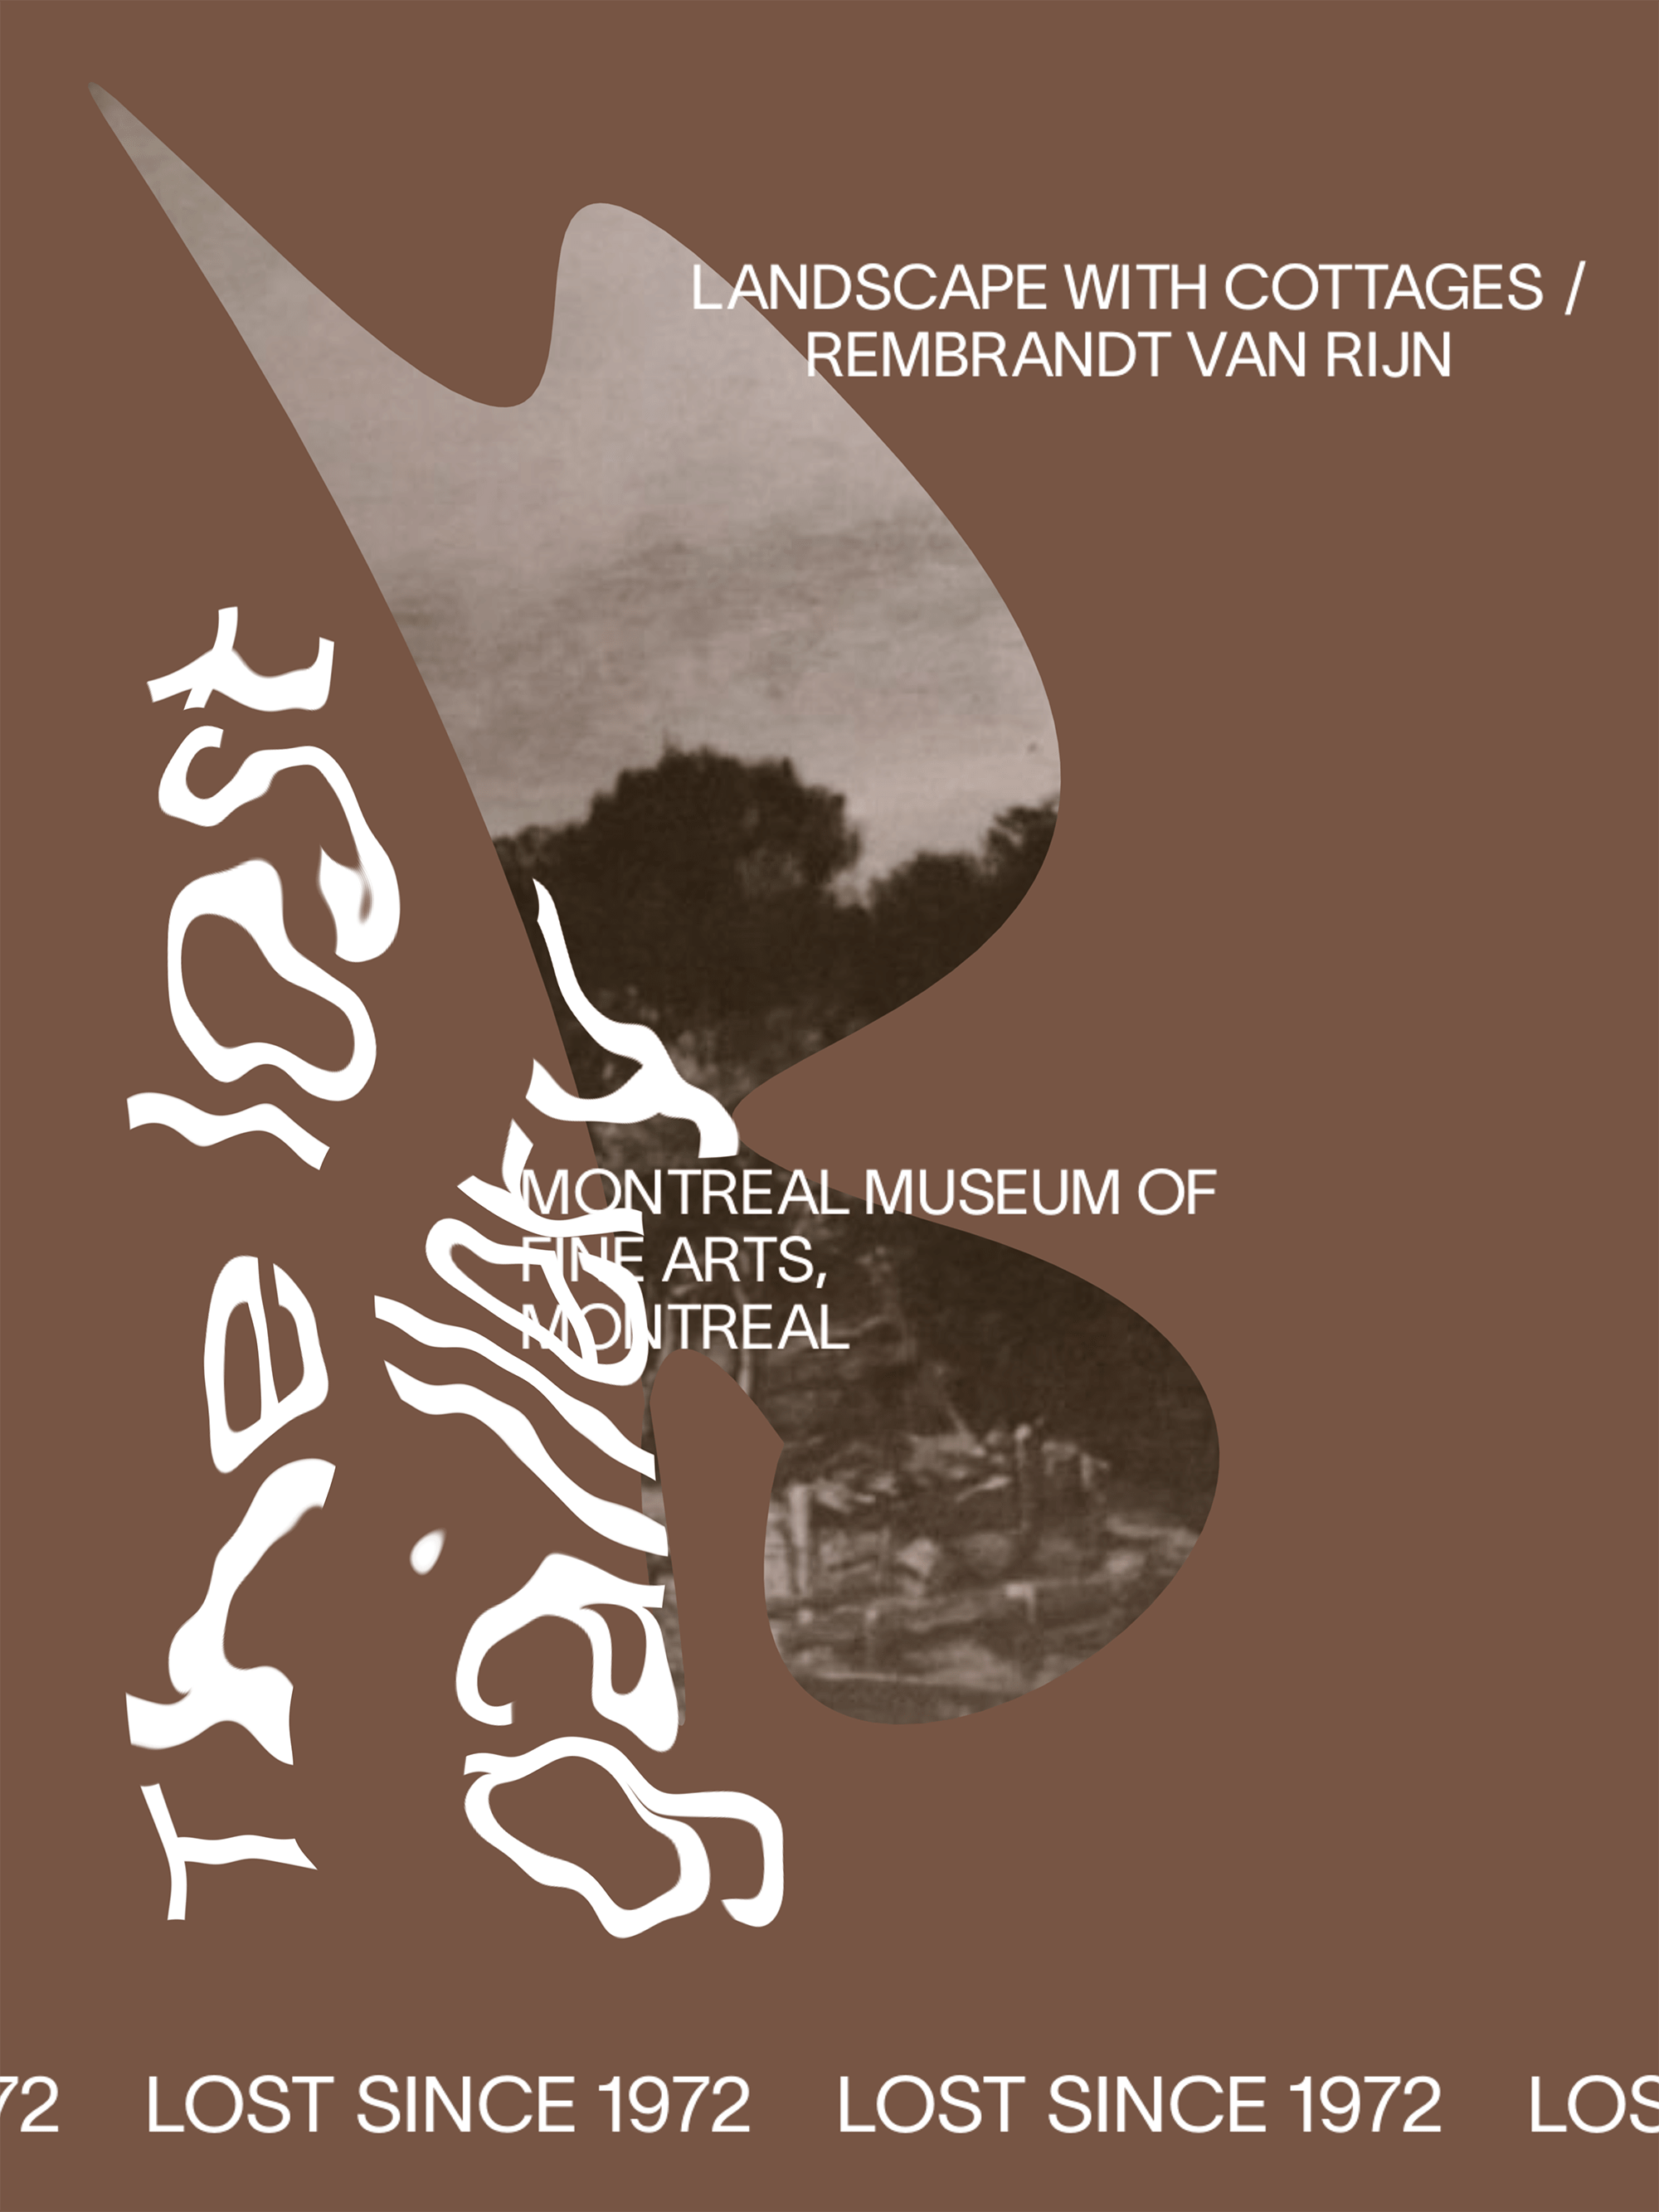 LANDSCAPE WITH COTTAGES /
REMBRANDT VAN RIJN
The lost
gallery
MONTREAL MUSEUM OF
FINE ARTS,
MONTREAL
72 LOST SINCE 1972 LOST SINCE 1972 LOS